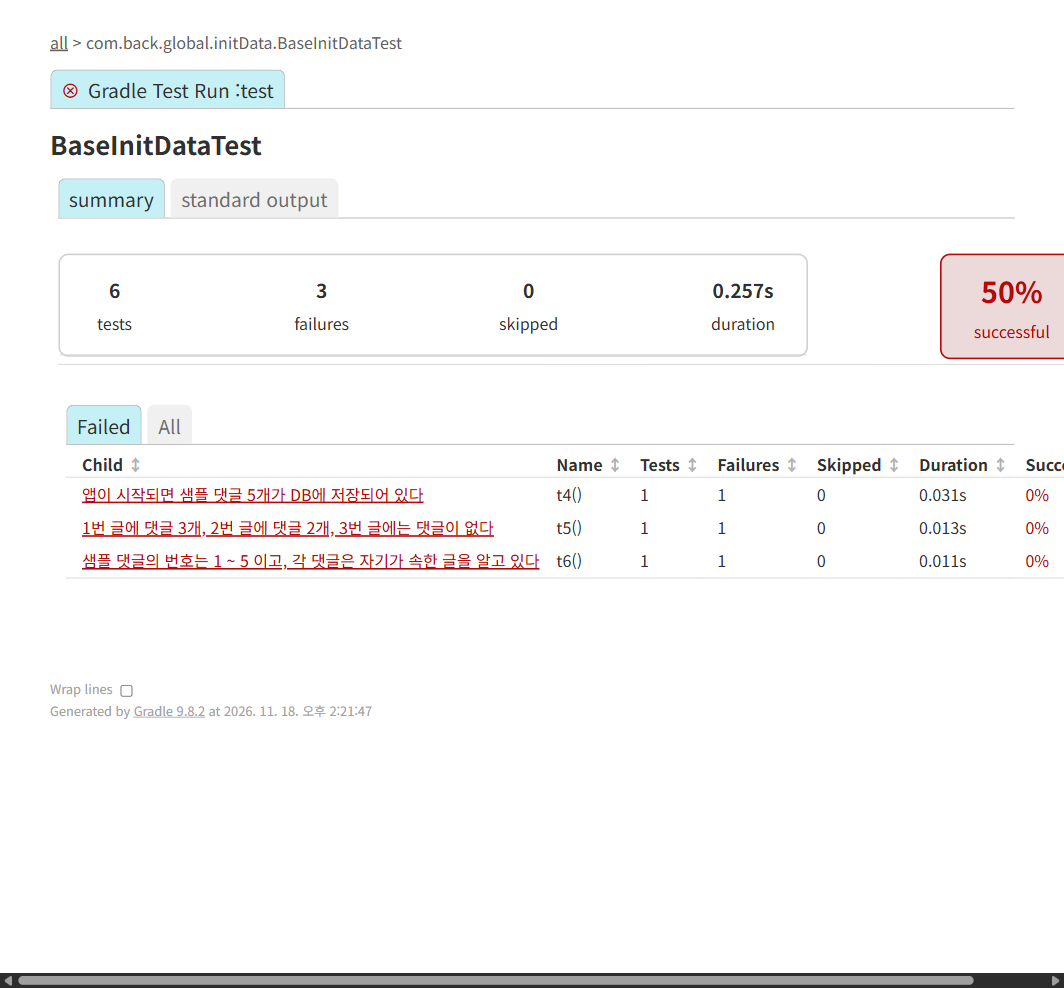 all > com.back.global.initData.BaseInitDataTest
Gradle Test Run :test
BaseInitDataTest
summary standard output
6 3 0 0.257s 50%
tests failures skipped duration successful
Failed All
Child Name Tests Failures Skipped Duration Succe
앱이 시작되면 샘플 댓글 5개가 DB에 저장되어 있다 t4() 1 1 0 0.031s 0%
1번 글에 댓글 3개, 2번 글에 댓글 2개, 3번 글에는 댓글이 없다 t5() 1 1 0 0.013s 0%
샘플 댓글의 번호는 1 ~ 5 이고, 각 댓글은 자기가 속한 글을 알고 있다 t6() 1 1 0 0.011s 0%
Wrap lines
Generated by Gradle 9.8.2 at 2026. 11. 18. 오후 2:21:47